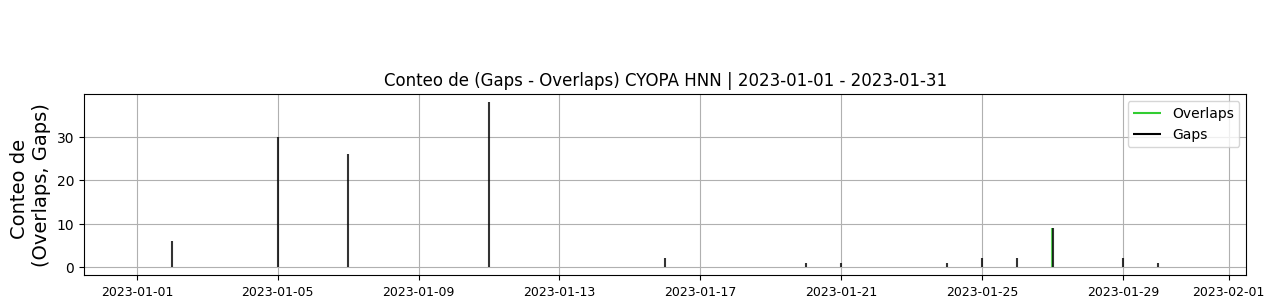 Conteo de (Gaps - Overlaps) CYOPA HNN | 2023-01-01 - 2023-01-31
Conteo de
(Overlaps, Gaps)
30
20
10
0
Overlaps
Gaps
2023-01-01 2023-01-05 2023-01-09 2023-01-13 2023-01-17 2023-01-21 2023-01-25 2023-01-29 2023-02-01